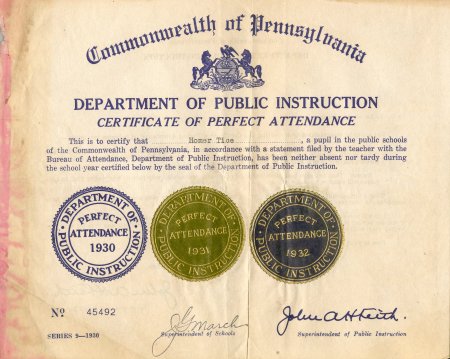 Commonwealth of Pennsylvania
DEPARTMENT OF PUBLIC INSTRUCTION
CERTIFICATE OF PERFECT ATTENDANCE
This is to certify that Homer Tice, a pupil in the public schools
of the Commonwealth of Pennsylvania, in accordance with a statement filed by the teacher with the
Bureau of Attendance, Department of Public Instruction, has been neither absent nor tardy during
the school year certified below by the seal of the Department of Public Instruction.
DEPARTMENT OF PUBLIC INSTRUCTION
PERFECT
ATTENDANCE
1930
DEPARTMENT OF PUBLIC INSTRUCTION
PERFECT
ATTENDANCE
1931
DEPARTMENT OF PUBLIC INSTRUCTION
PERFECT
ATTENDANCE
1932
No 45492
March
John A H Keith
SERIES 9—1930
Superintendent of Schools
Superintendent of Public Instruction